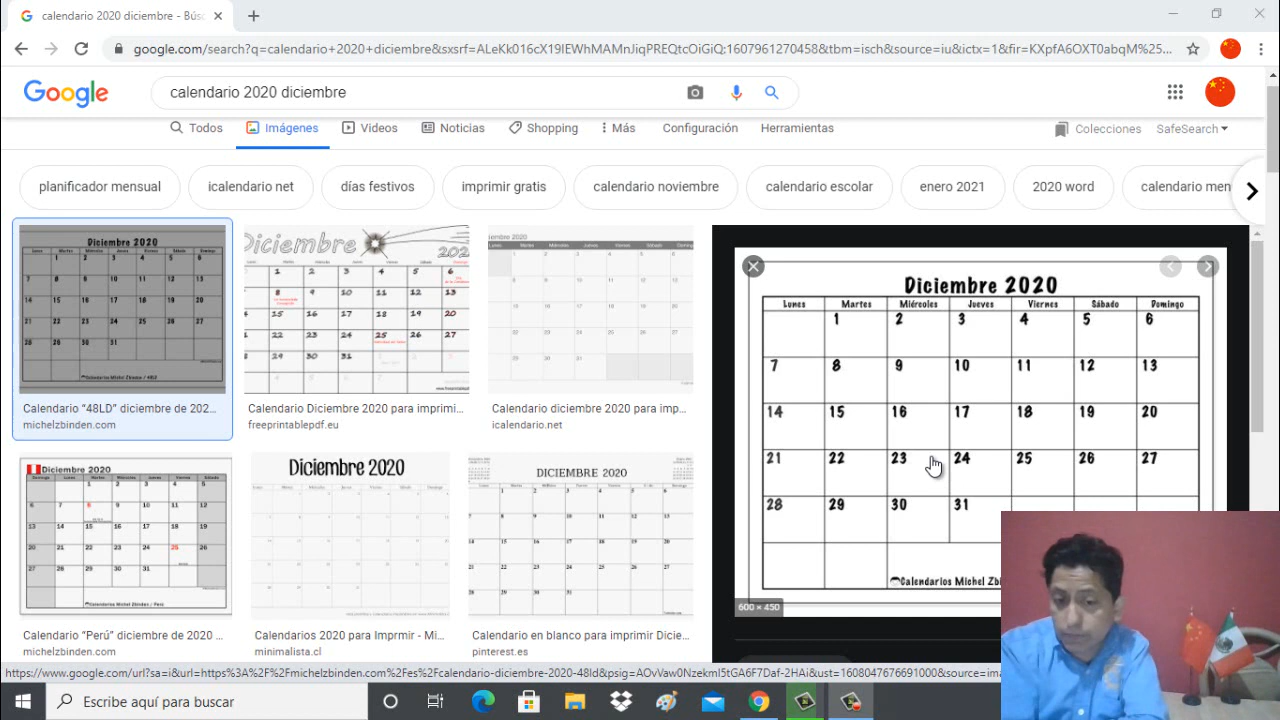 calendario 2020 diciembre - Bús
google.com/search?q=calendario+2020+diciembre&sxsrf=ALeKk016cX19IEWhMAMnJiqPREQtcOiGiQ:1607961270458&tbm=isch&source=iu&ictx=1&fir=KXpfA6OXT0abqM%25...
Google
calendario 2020 diciembre
Todos Imágenes Videos Noticias Shopping Más Configuración Herramientas Colecciones SafeSearch
planificador mensual icalendario net días festivos imprimir gratis calendario noviembre calendario escolar enero 2021 2020 word calendario men
Diciembre 2020
Calendario "48LD" diciembre de 202...
michelzbinden.com
Diciembre 202
Calendario Diciembre 2020 para imprimi...
freeprintablepdf.eu
Calendario diciembre 2020 para imp...
icalendario.net
Diciembre 2020
Lunes Martes Miércoles Jueves Viernes Sábado Domingo
1 2 3 4 5 6
7 8 9 10 11 12 13
14 15 16 17 18 19 20
21 22 23 24 25 26 27
28 29 30 31
Calendarios Michel Zbi
600 × 450
Diciembre 2020
Calendarios Michel Zbinden / Perú
Calendario "Perú" diciembre de 2020 ...
michelzbinden.com
Diciembre 2020
Calendarios 2020 para Imprmir - Mi...
minimalista.cl
DICIEMBRE 2020
Calendario en blanco para imprimir Dicie...
pinterest.es
https://www.google.com/url?sa=i&url=https%3A%2F%2Fmichelzbinden.com%2Fes%2Fcalendario-diciembre-2020-48ld&psig=AOvVaw0NzekmI5tGA6F7Daf-2HAi&ust=1608047676691000&source=ima
Escribe aquí para buscar